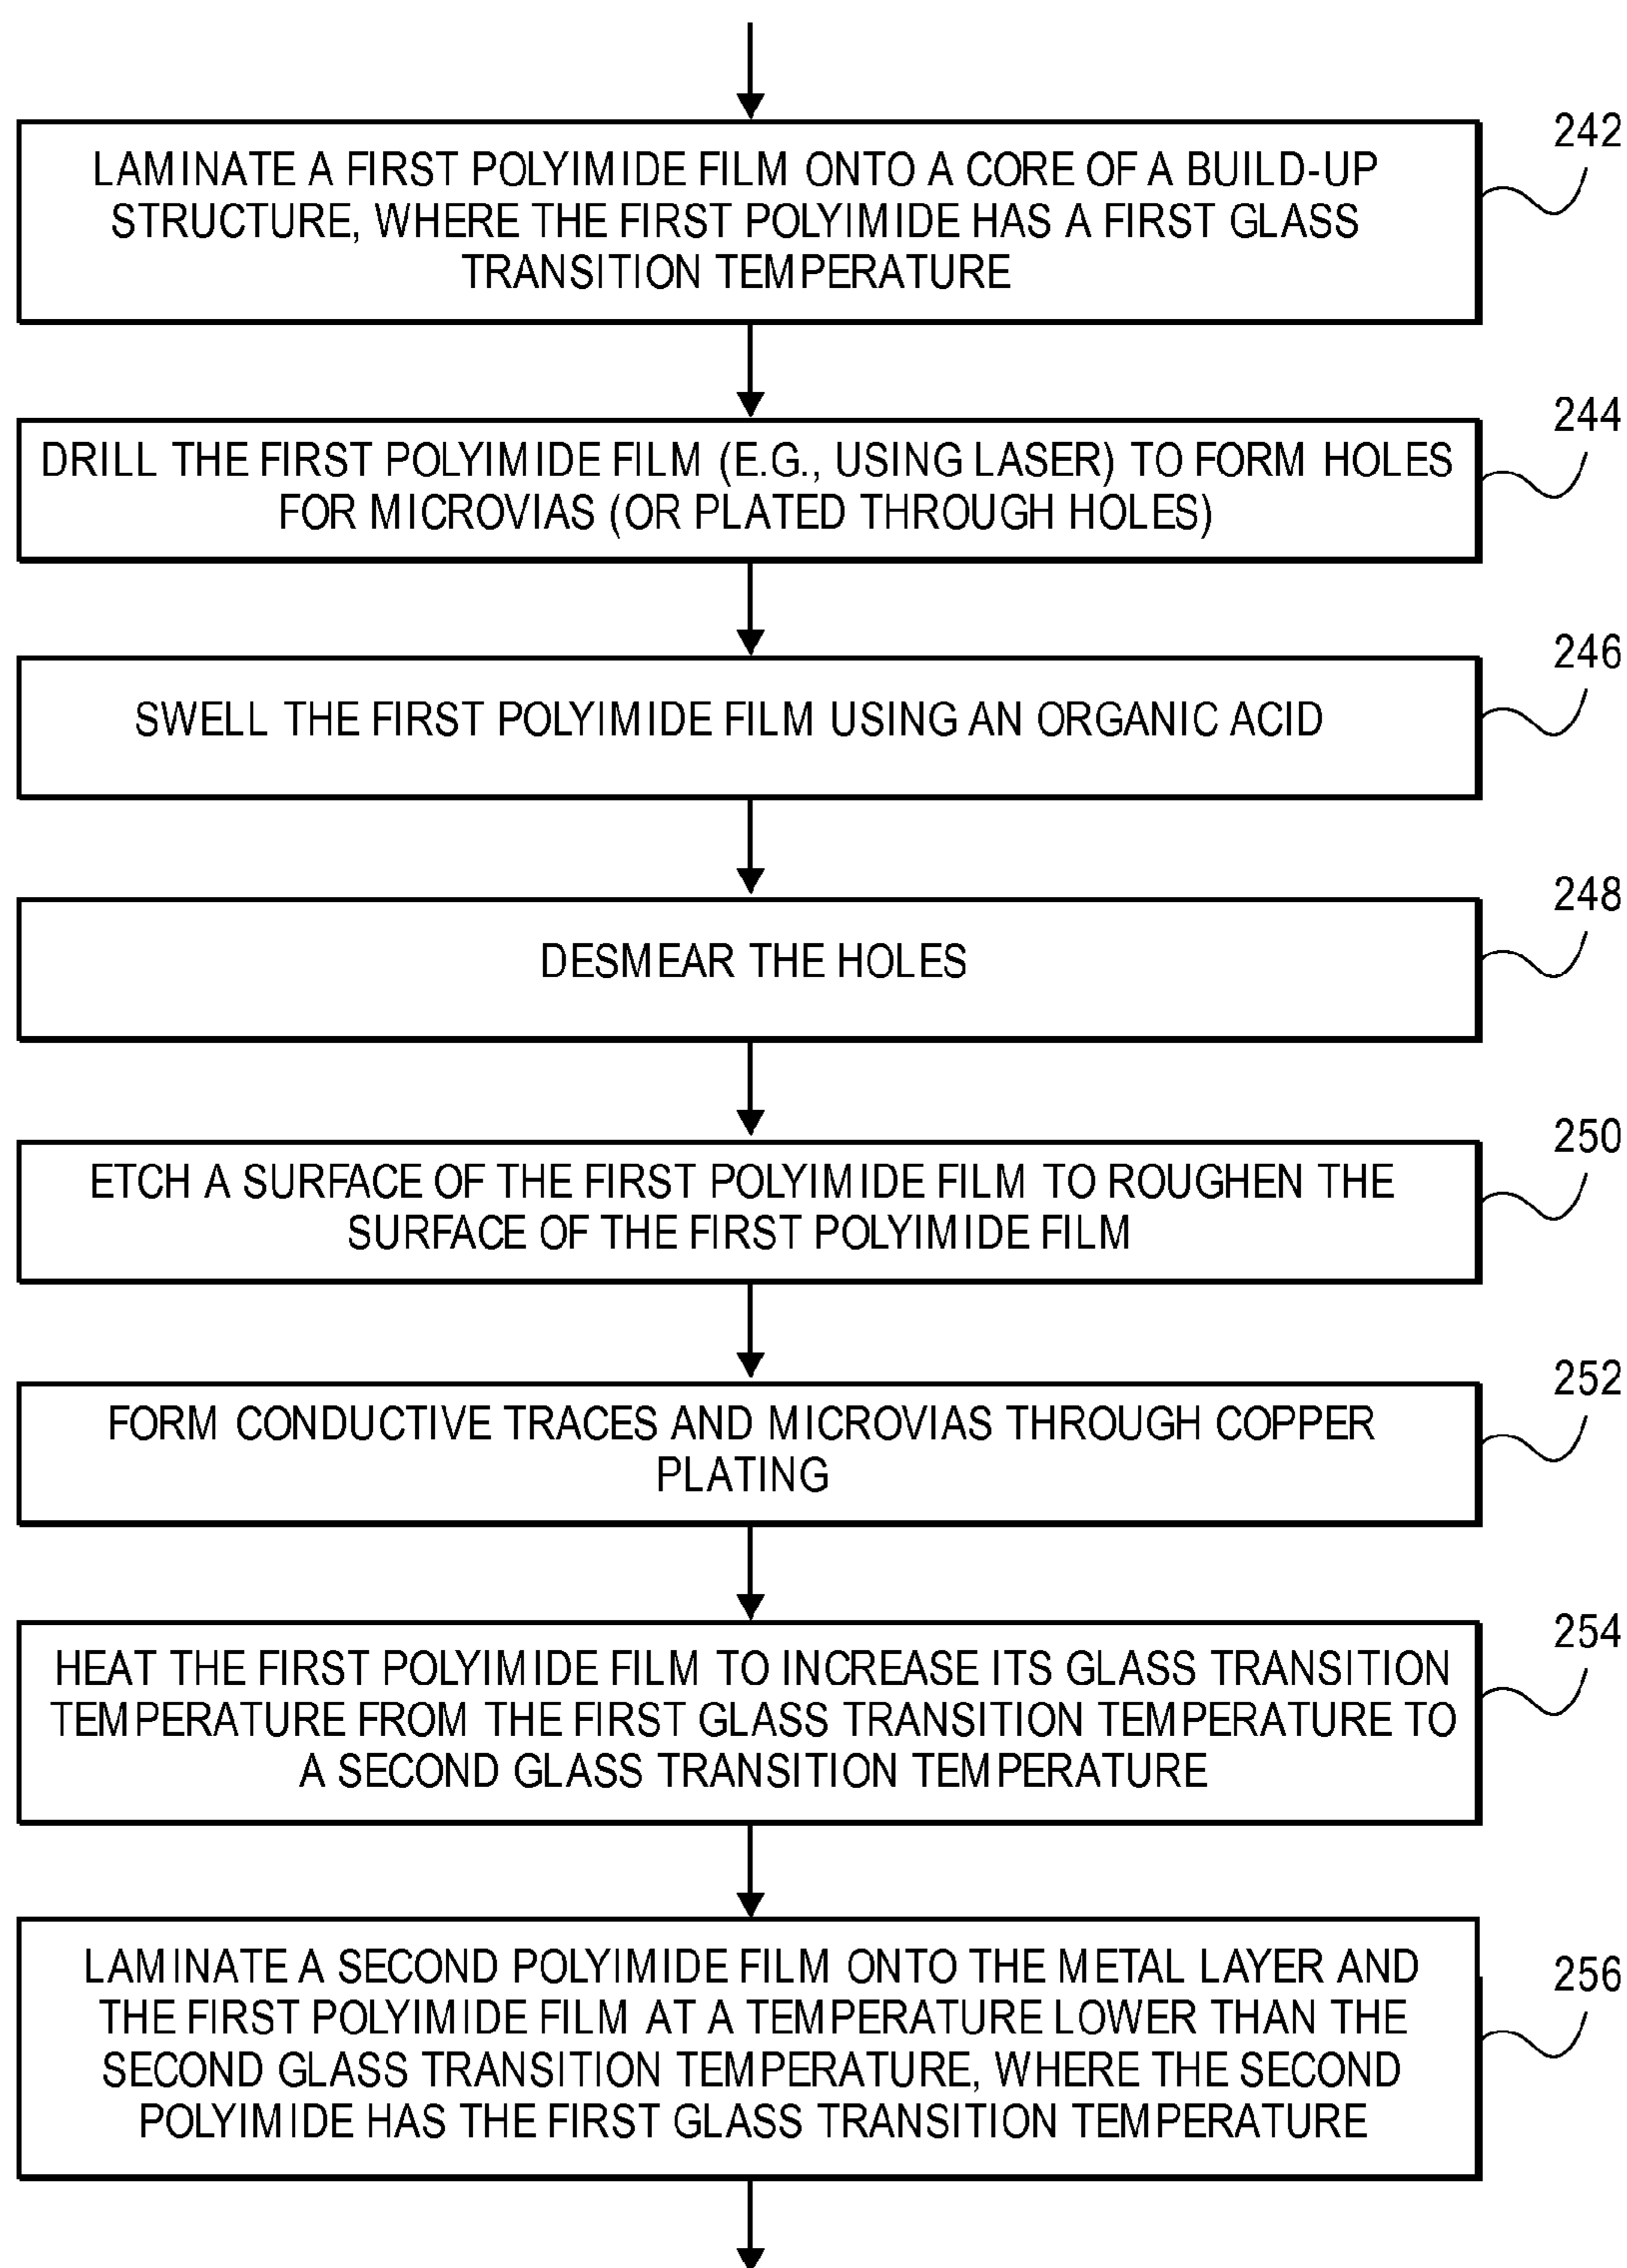 242
LAMINATE A FIRST POLYIMIDE FILM ONTO A CORE OF A BUILD-UP
STRUCTURE, WHERE THE FIRST POLYIMIDE HAS A FIRST GLASS
TRANSITION TEMPERATURE
244
DRILL THE FIRST POLYIMIDE FILM (E.G., USING LASER) TO FORM HOLES
FOR MICROVIAS (OR PLATED THROUGH HOLES)
246
SWELL THE FIRST POLYIMIDE FILM USING AN ORGANIC ACID
248
DESMEAR THE HOLES
250
ETCH A SURFACE OF THE FIRST POLYIMIDE FILM TO ROUGHEN THE
SURFACE OF THE FIRST POLYIMIDE FILM
252
FORM CONDUCTIVE TRACES AND MICROVIAS THROUGH COPPER
PLATING
254
HEAT THE FIRST POLYIMIDE FILM TO INCREASE ITS GLASS TRANSITION
TEMPERATURE FROM THE FIRST GLASS TRANSITION TEMPERATURE TO
A SECOND GLASS TRANSITION TEMPERATURE
256
LAMINATE A SECOND POLYIMIDE FILM ONTO THE METAL LAYER AND
THE FIRST POLYIMIDE FILM AT A TEMPERATURE LOWER THAN THE
SECOND GLASS TRANSITION TEMPERATURE, WHERE THE SECOND
POLYIMIDE HAS THE FIRST GLASS TRANSITION TEMPERATURE